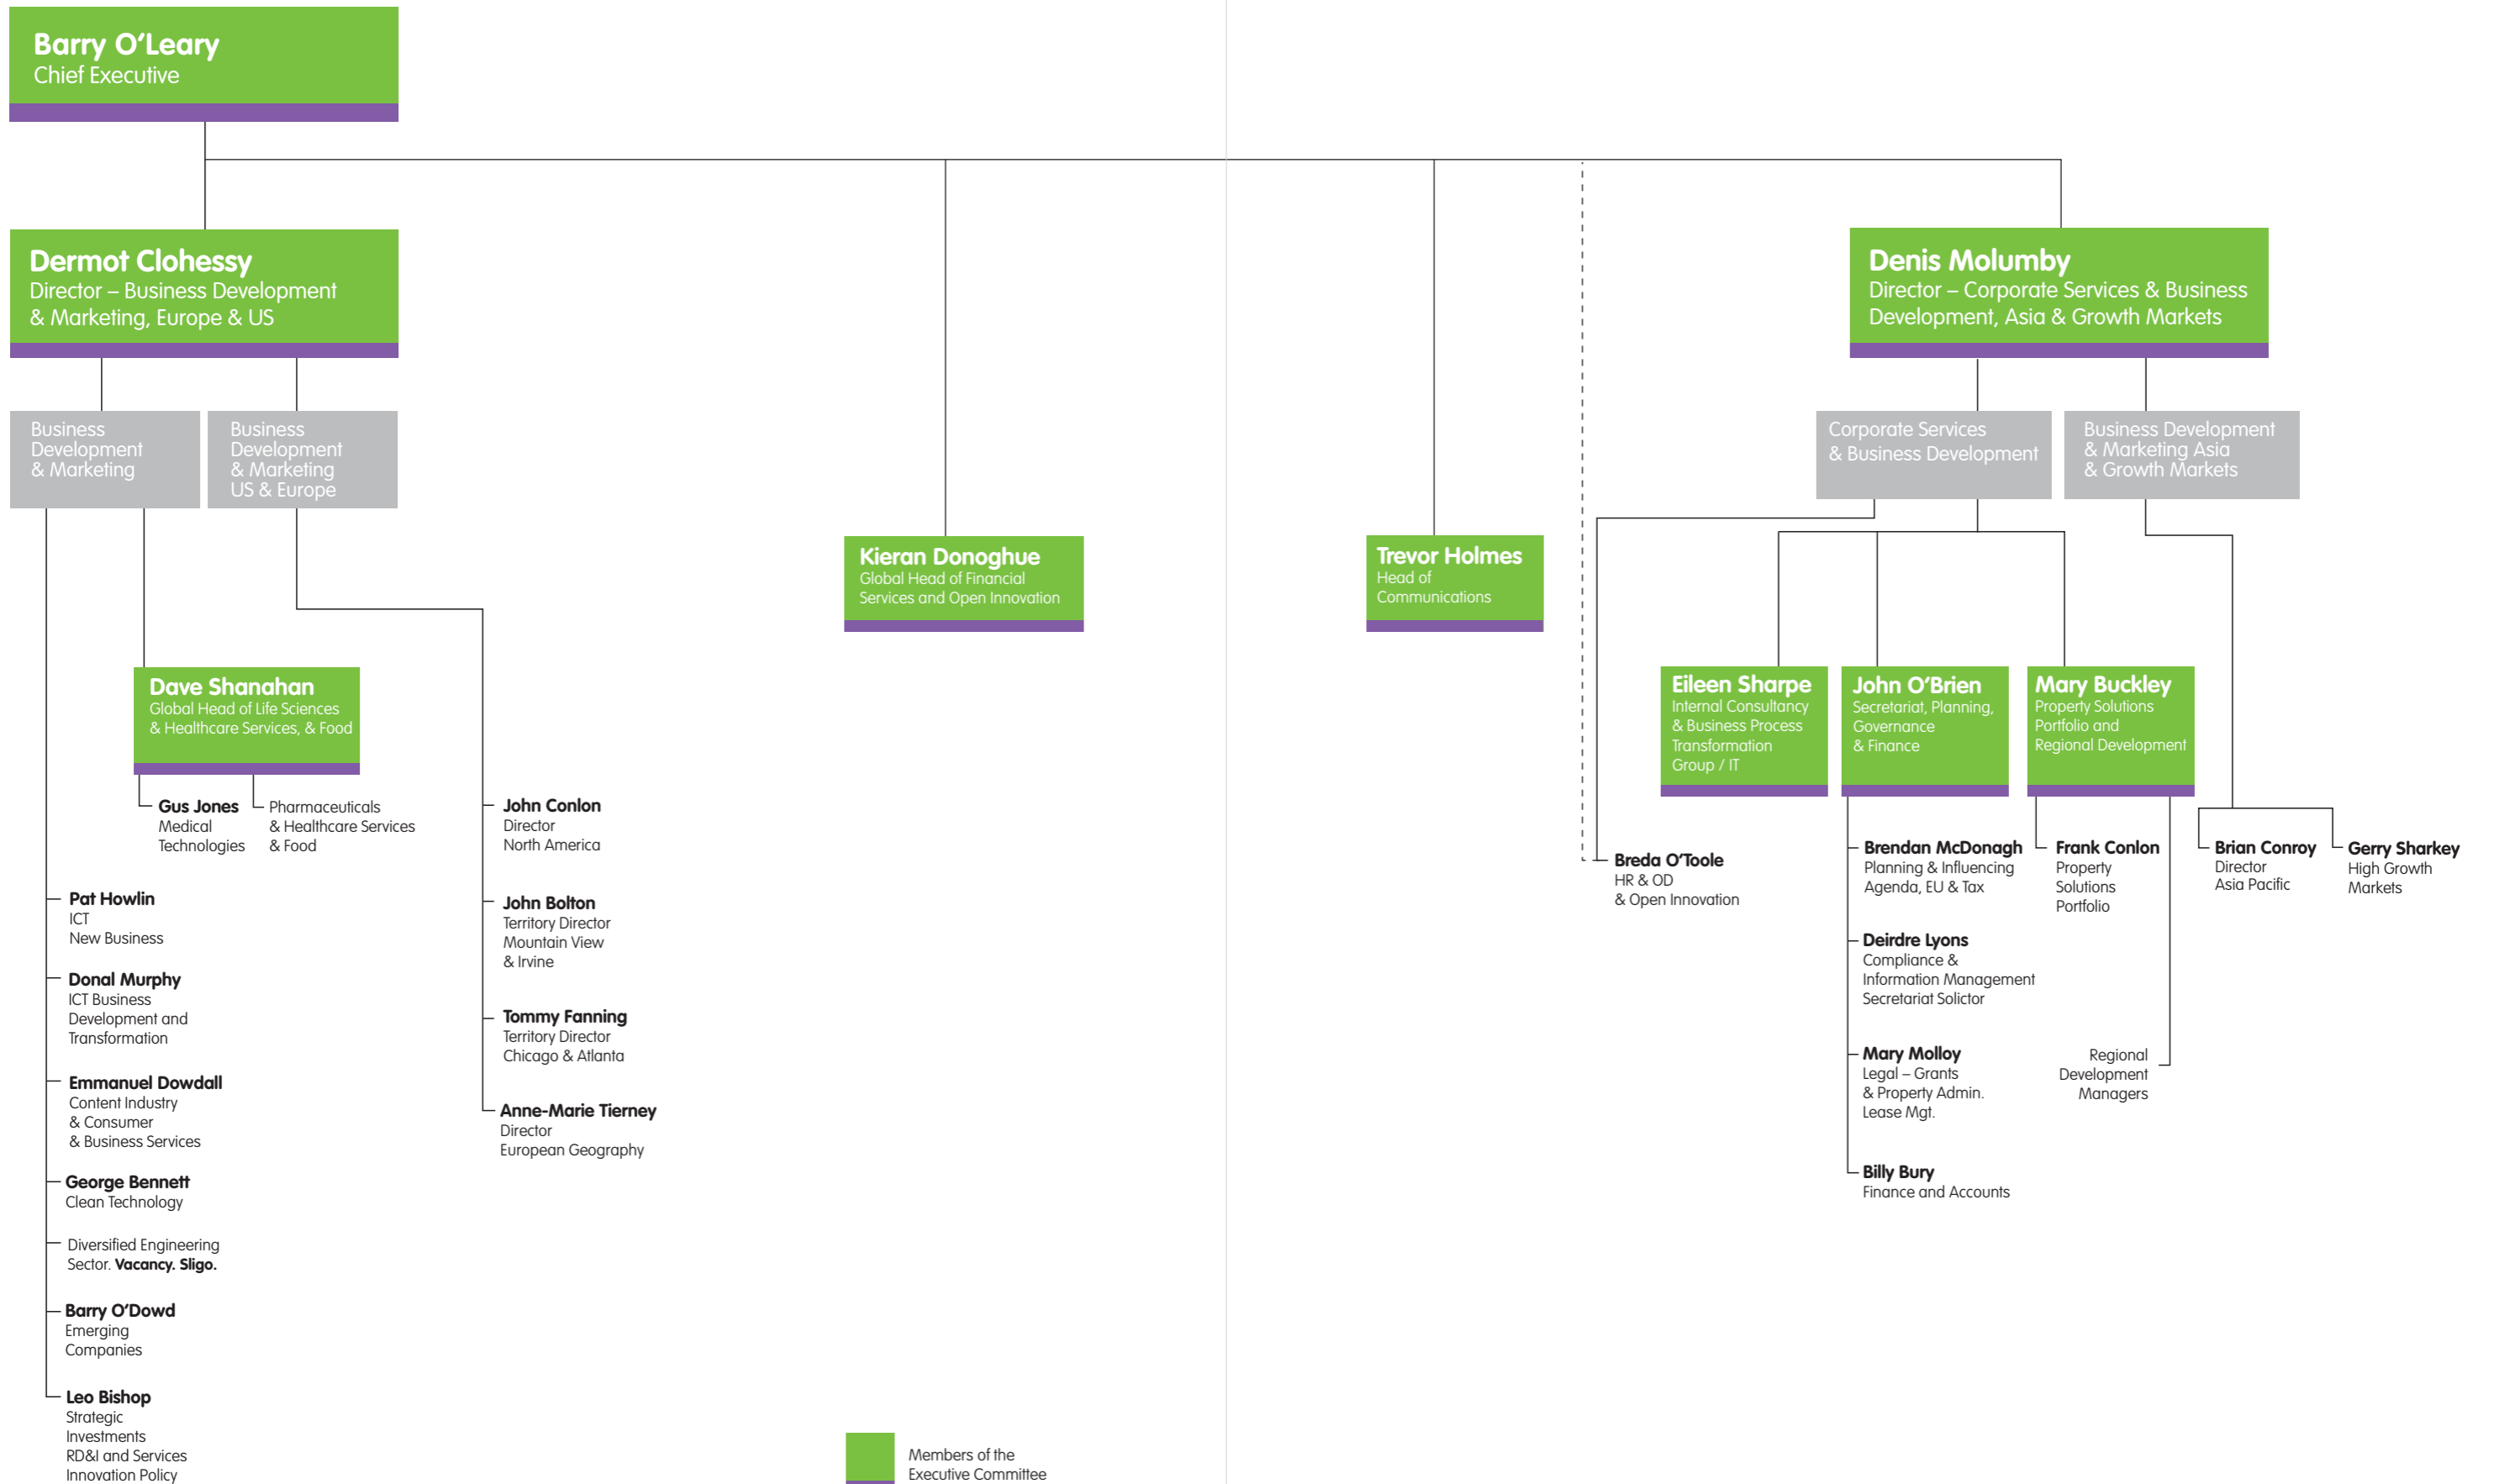 Barry O’Leary
Chief Executive
Dermot Clohessy
Director – Business Development
& Marketing, Europe & US
Denis Molumby
Director – Corporate Services & Business
Development, Asia & Growth Markets
Business
Development
& Marketing
Business
Development
& Marketing
US & Europe
Corporate Services
& Business Development
Business Development
& Marketing Asia
& Growth Markets
Kieran Donoghue
Global Head of Financial
Services and Open Innovation
Trevor Holmes
Head of
Communications
Dave Shanahan
Global Head of Life Sciences
& Healthcare Services, & Food
Eileen Sharpe
Internal Consultancy
& Business Process
Transformation
Group / IT
John O’Brien
Secretariat, Planning,
Governance
& Finance
Mary Buckley
Property Solutions
Portfolio and
Regional Development
Gus Jones
Medical
Technologies
Pharmaceuticals
& Healthcare Services
& Food
Pat Howlin
ICT
New Business
Donal Murphy
ICT Business
Development and
Transformation
Emmanuel Dowdall
Content Industry
& Consumer
& Business Services
George Bennett
Clean Technology
Diversified Engineering
Sector. Vacancy. Sligo.
Barry O’Dowd
Emerging
Companies
Leo Bishop
Strategic
Investments
RD&I and Services
Innovation Policy
John Conlon
Director
North America
John Bolton
Territory Director
Mountain View
& Irvine
Tommy Fanning
Territory Director
Chicago & Atlanta
Anne-Marie Tierney
Director
European Geography
Breda O’Toole
HR & OD
& Open Innovation
Brendan McDonagh
Planning & Influencing
Agenda, EU & Tax
Deirdre Lyons
Compliance &
Information Management
Secretariat Solictor
Mary Molloy
Legal – Grants
& Property Admin.
Lease Mgt.
Billy Bury
Finance and Accounts
Frank Conlon
Property
Solutions
Portfolio
Regional
Development
Managers
Brian Conroy
Director
Asia Pacific
Gerry Sharkey
High Growth
Markets
Members of the
Executive Committee